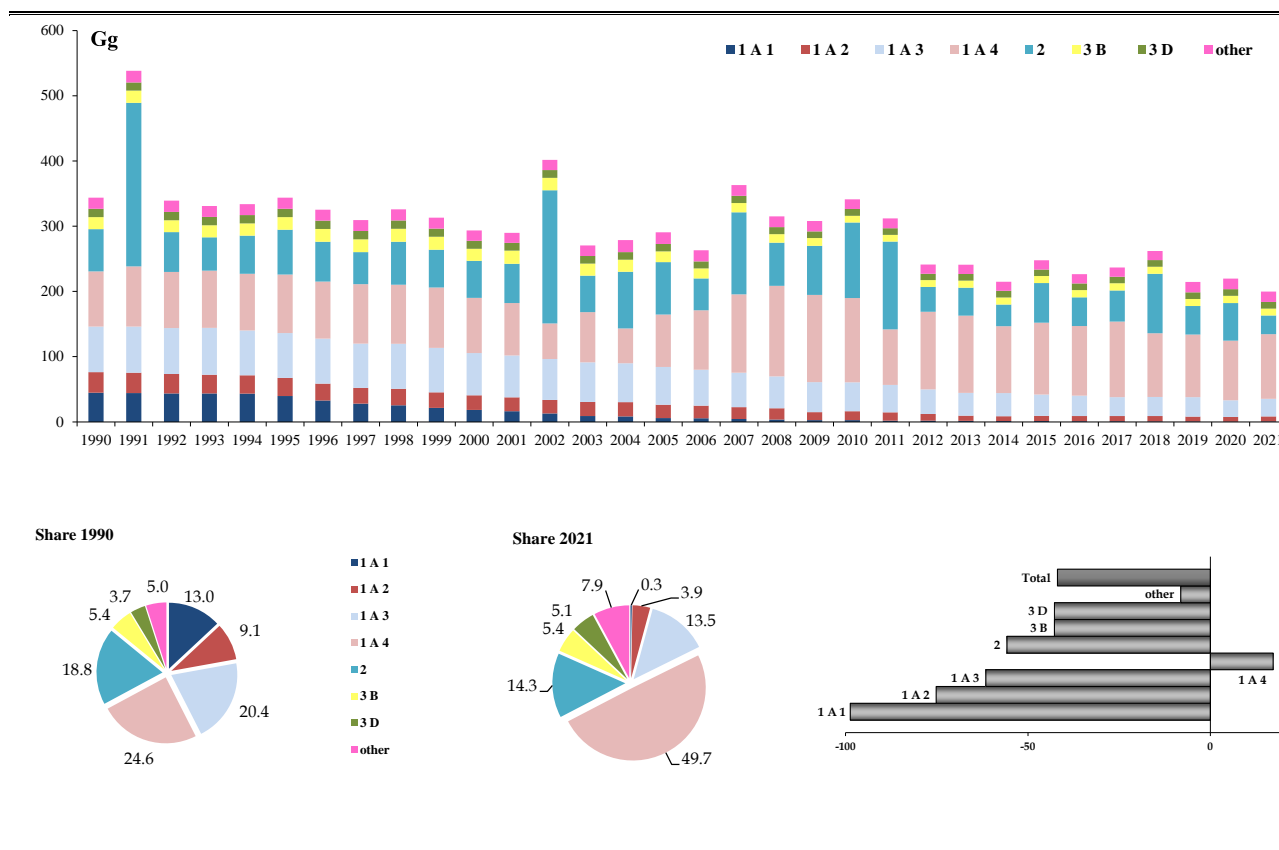 600
Gg
1 A 1 1 A 2 1 A 3 1 A 4 2 3 B 3 D other
500
400
300
200
100
0
1990 1991 1992 1993 1994 1995 1996 1997 1998 1999 2000 2001 2002 2003 2004 2005 2006 2007 2008 2009 2010 2011 2012 2013 2014 2015 2016 2017 2018 2019 2020 2021
Share 1990
13.0
9.1
20.4
24.6
18.8
5.4
3.7
5.0
1 A 1
1 A 2
1 A 3
1 A 4
2
3 B
3 D
other
Share 2021
0.3
3.9
13.5
49.7
14.3
5.4
5.1
7.9
Total
other
3 D
3 B
2
1 A 4
1 A 3
1 A 2
1 A 1
-100 -50 0